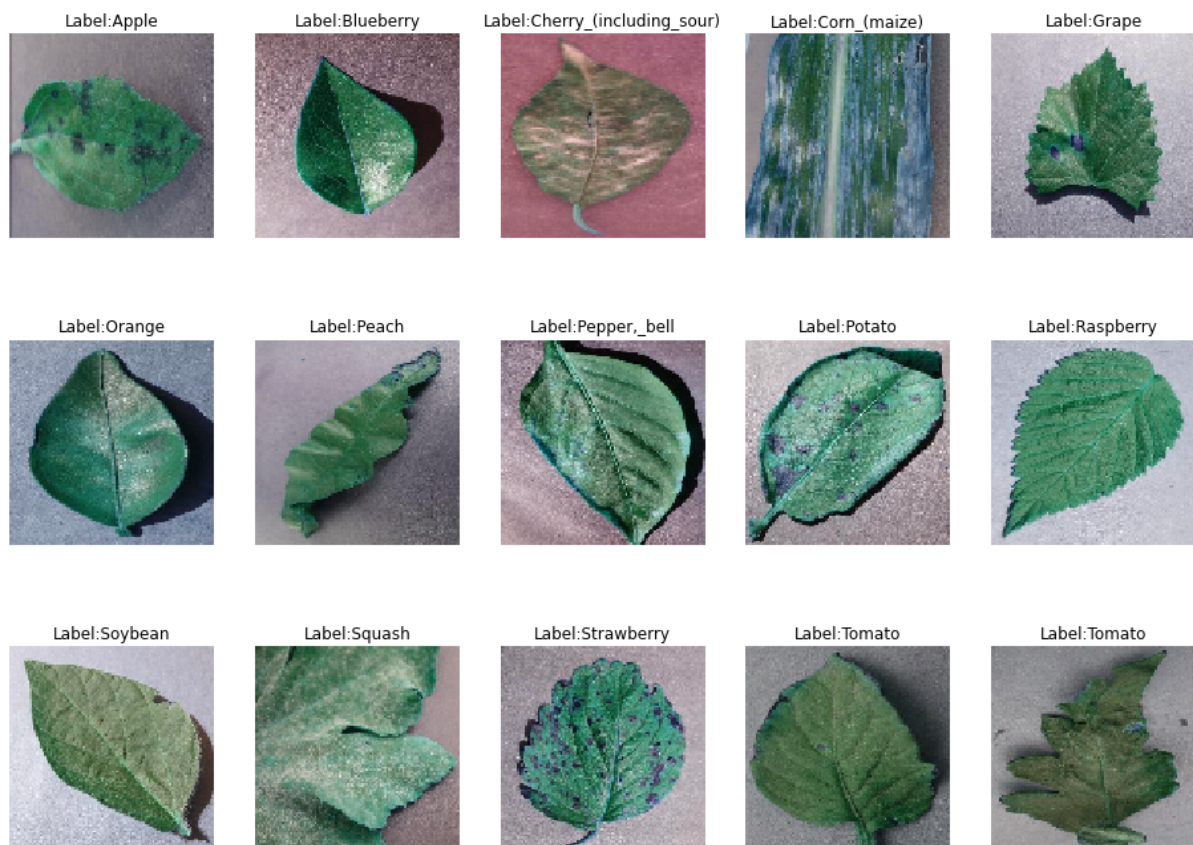 Label:Apple
Label:Blueberry
Label:Cherry_(including_sour)
Label:Corn_(maize)
Label:Grape
Label:Orange
Label:Peach
Label:Pepper,_bell
Label:Potato
Label:Raspberry
Label:Soybean
Label:Squash
Label:Strawberry
Label:Tomato
Label:Tomato